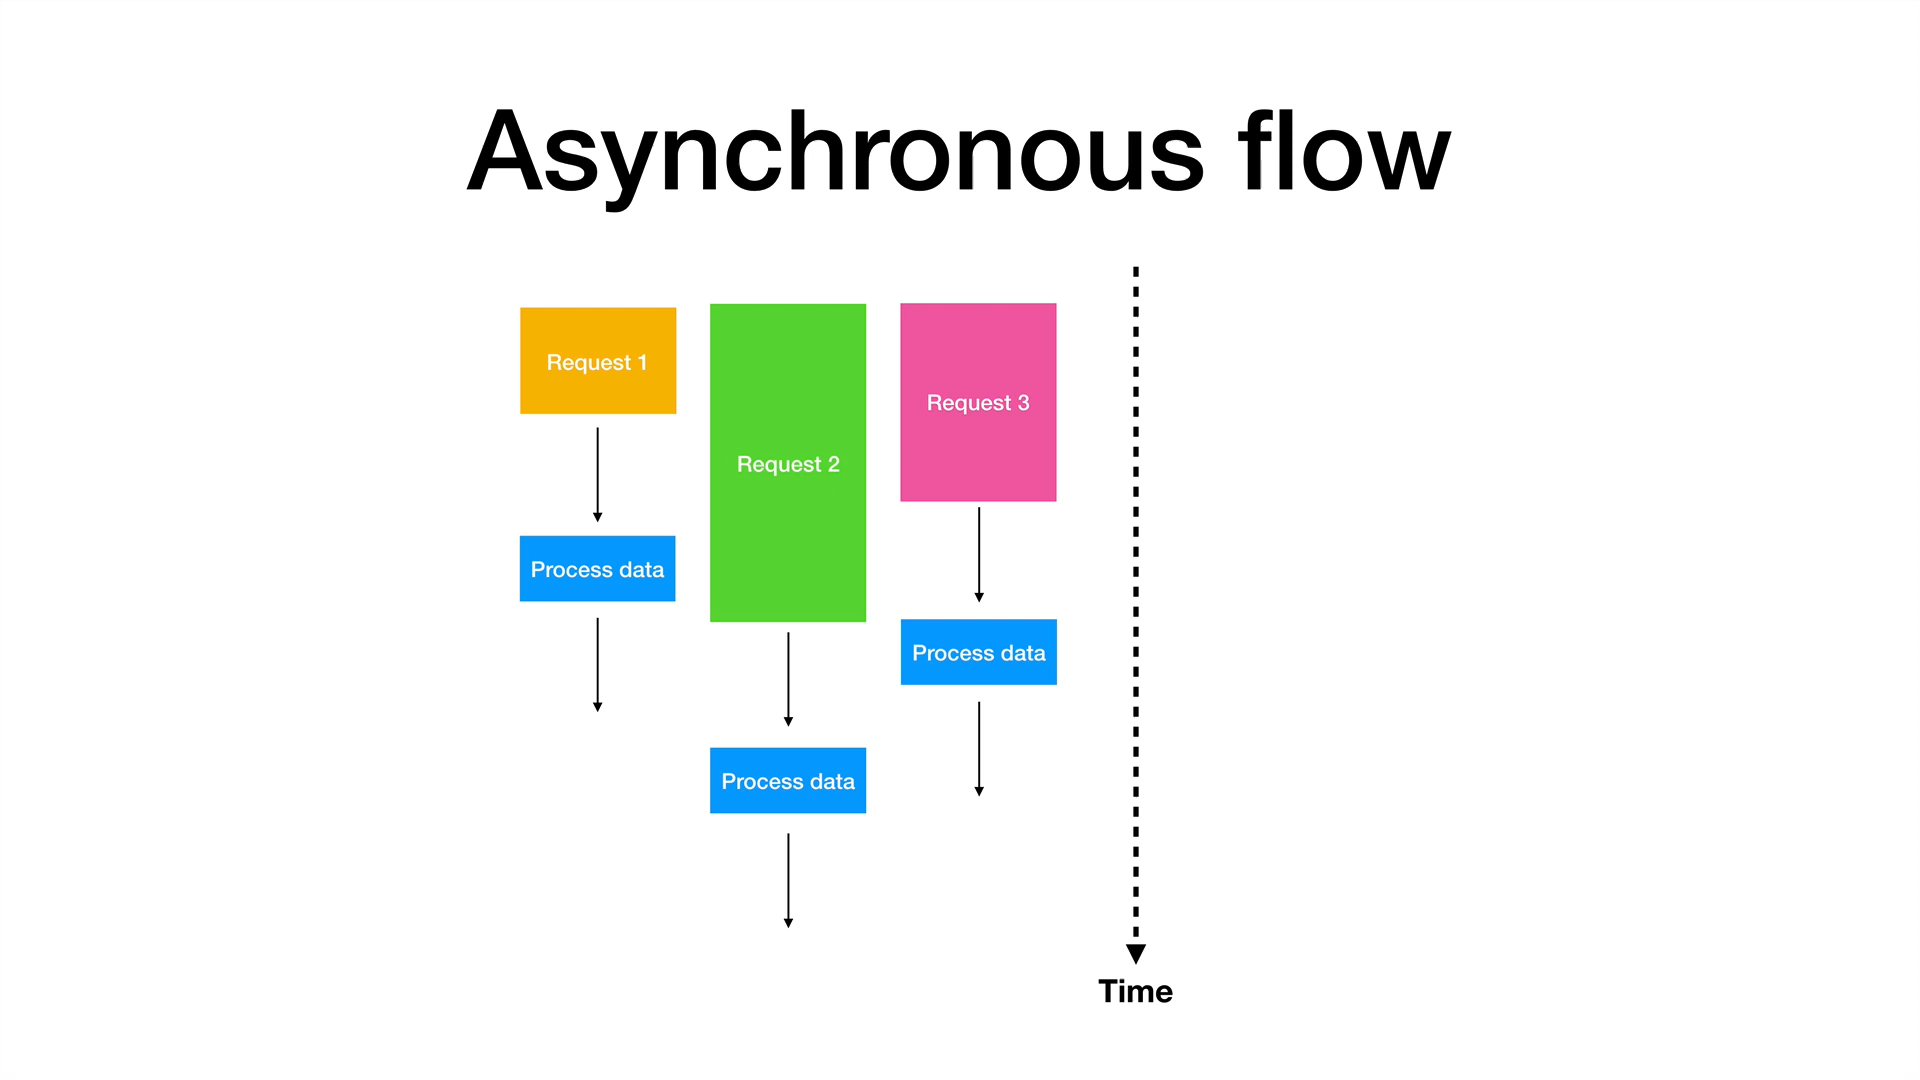 Asynchronous flow
Request 1
Request 2
Request 3
Process data
Process data
Process data
Time